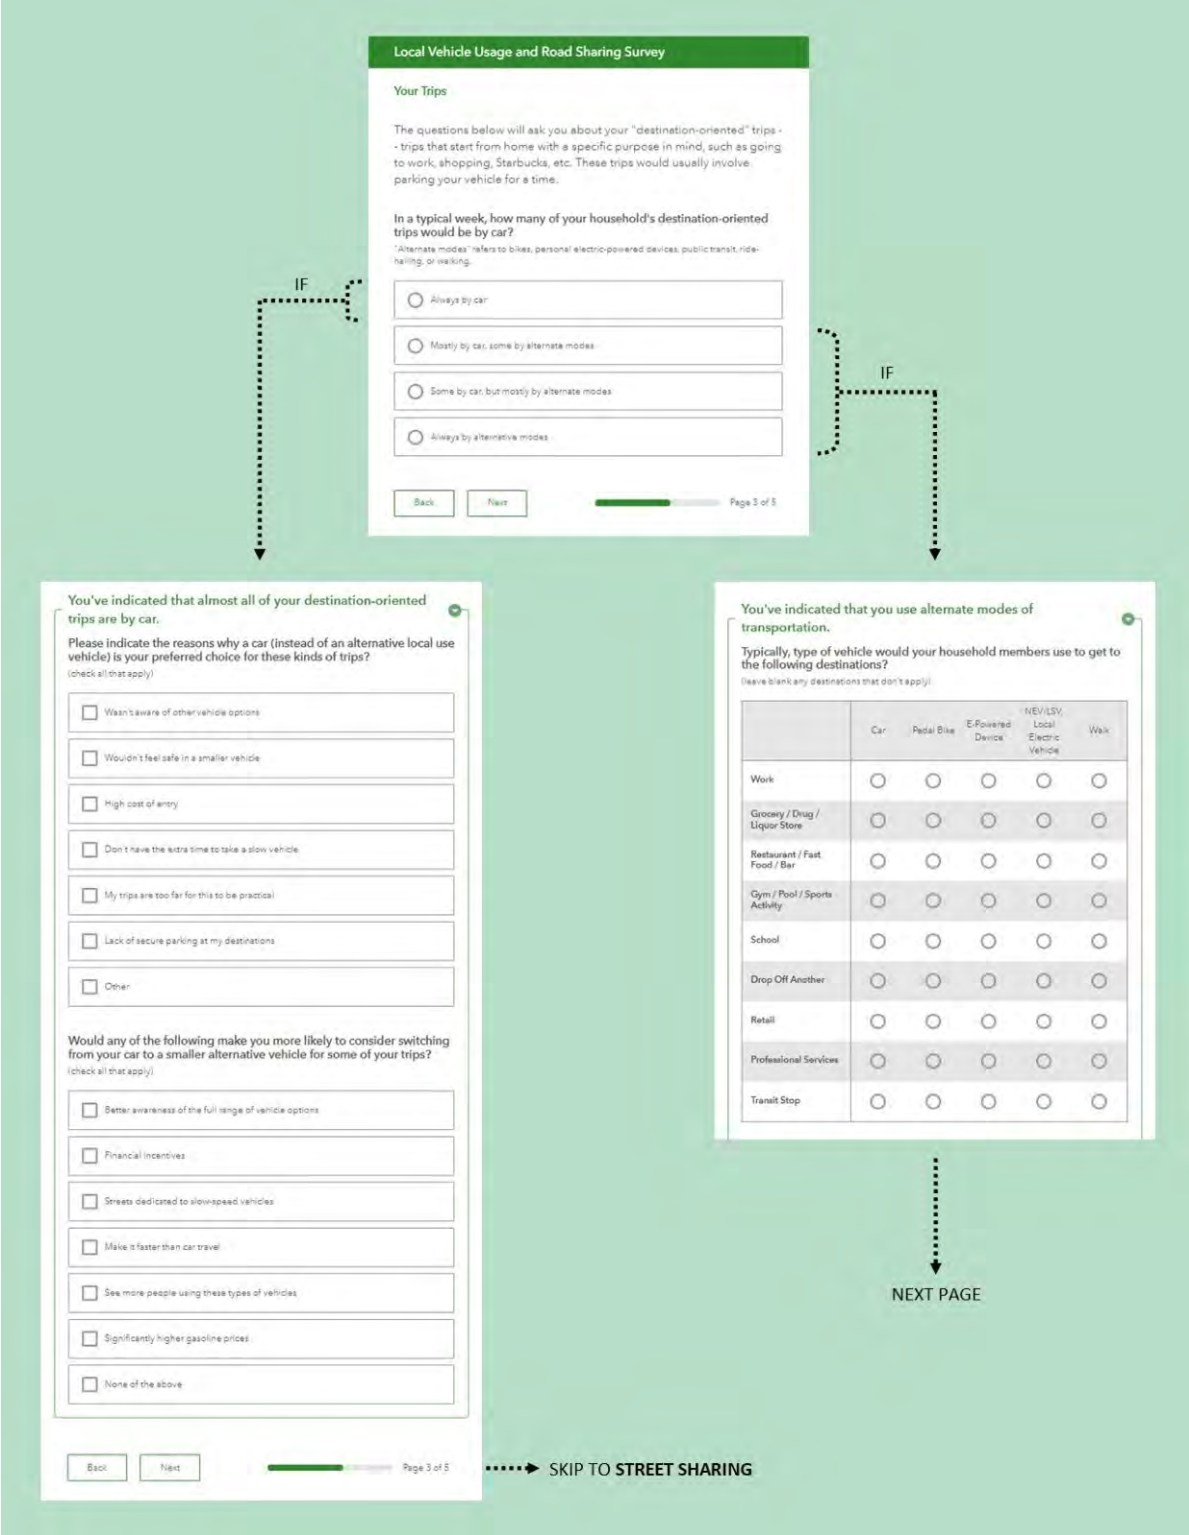 Local Vehicle Usage and Road Sharing Survey
Your Trips
The questions below will ask you about your "destination-oriented" trips -
- trips that start from home with a specific purpose in mind, such as going
to work, shopping, Starbucks, etc. These trips would usually involve
parking your vehicle for a time.
In a typical week, how many of your household's destination-oriented
trips would be by car?
"Alternate modes" refers to bikes, personal electric-powered devices, public transit, ride-
hailing, or walking.
IF
Always by car
Mostly by car, some by alternate modes
Some by car, but mostly by alternate modes
Always by alternative modes
IF
Back
Next
Page 3 of 5
You've indicated that almost all of your destination-oriented
trips are by car.
Please indicate the reasons why a car (instead of an alternative local use
vehicle) is your preferred choice for these kinds of trips?
(check all that apply)
Wasn't aware of other vehicle options
Wouldn't feel safe in a smaller vehicle
High cost of entry
Don't have the extra time to take a slow vehicle
My trips are too far for this to be practical
Lack of secure parking at my destinations
Other
Would any of the following make you more likely to consider switching
from your car to a smaller alternative vehicle for some of your trips?
(check all that apply)
Better awareness of the full range of vehicle options
Financial incentives
Streets dedicated to slow-speed vehicles
Make it faster than car travel
See more people using these types of vehicles
Significantly higher gasoline prices
None of the above
Back
Next
Page 3 of 5
SKIP TO STREET SHARING
You've indicated that you use alternate modes of
transportation.
Typically, type of vehicle would your household members use to get to
the following destinations?
(leave blank any destinations that don't apply)
Car
Pedal Bike
E-Powered
Device
NEV/LSV,
Local
Electric
Vehicle
Walk
Work
Grocery / Drug /
Liquor Store
Restaurant / Fast
Food / Bar
Gym / Pool / Sports
Activity
School
Drop Off Another
Retail
Professional Services
Transit Stop
NEXT PAGE